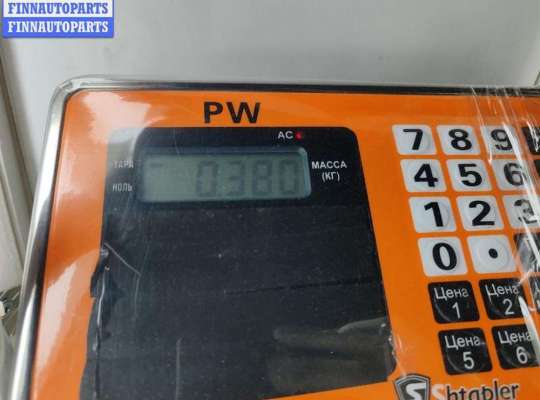 FINNAUTOPARTS
FINNAUTOPARTS
PW
AC
ТАРА
НОЛЬ
0.380
МАССА
(КГ)
7 8 9
4 5 6
1 2 3
0 •
Цена 1
Цена 2
Цена 5
Цена 6
S Shtapler